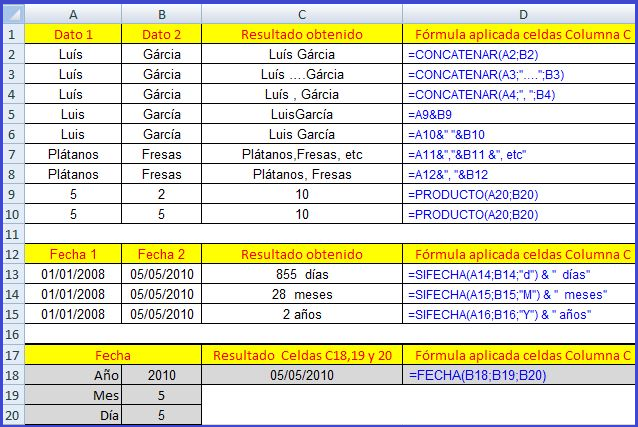 A B C D
1 Dato 1 Dato 2 Resultado obtenido Fórmula aplicada celdas Columna C
2 Luís Gárcia Luís Gárcia =CONCATENAR(A2;B2)
3 Luís Gárcia Luís ....Gárcia =CONCATENAR(A3;"....";B3)
4 Luís Gárcia Luís , Gárcia =CONCATENAR(A4;", ";B4)
5 Luis García LuisGarcía =A9&B9
6 Luis García Luis García =A10&" "&B10
7 Plátanos Fresas Plátanos,Fresas, etc =A11&","&B11 &", etc"
8 Plátanos Fresas Plátanos, Fresas =A12&", "&B12
9 5 2 10 =PRODUCTO(A20;B20)
10 5 5 10 =PRODUCTO(A20;B20)
11
12 Fecha 1 Fecha 2 Resultado obtenido Fórmula aplicada celdas Columna C
13 01/01/2008 05/05/2010 855 días =SIFECHA(A14;B14;"d") & " días"
14 01/01/2008 05/05/2010 28 meses =SIFECHA(A15;B15;"M") & " meses"
15 01/01/2008 05/05/2010 2 años =SIFECHA(A16;B16;"Y") & " años"
16
17 Fecha Resultado Celdas C18,19 y 20 Fórmula aplicada celdas Columna C
18 Año 2010 05/05/2010 =FECHA(B18;B19;B20)
19 Mes 5
20 Día 5